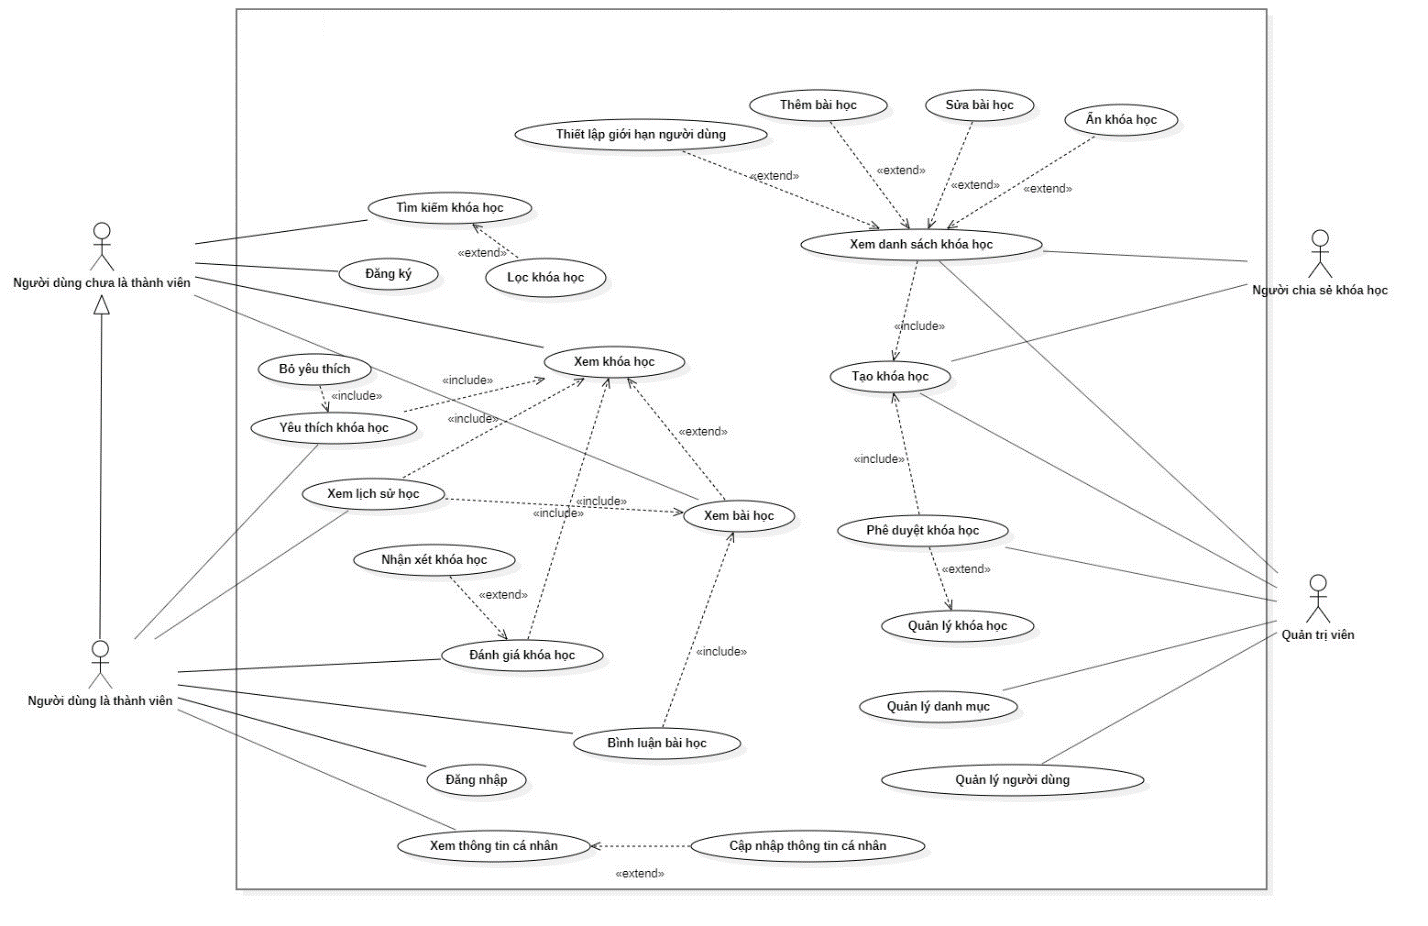 Thêm bài học
Sửa bài học
Ẩn khóa học
Thiết lập giới hạn người dùng
«extend»
«extend»
«extend»
«extend»
Tìm kiếm khóa học
Xem danh sách khóa học
«extend»
Đăng ký
Lọc khóa học
Người dùng chưa là thành viên
Người chia sẻ khóa học
«include»
Xem khóa học
Bỏ yêu thích
Tạo khóa học
«include»
«include»
«include»
Yêu thích khóa học
«extend»
«include»
Xem lịch sử học
«include»
«include»
Xem bài học
Phê duyệt khóa học
Nhận xét khóa học
«extend»
«extend»
Quản lý khóa học
Quản trị viên
Đánh giá khóa học
«include»
Người dùng là thành viên
Quản lý danh mục
Bình luận bài học
Đăng nhập
Quản lý người dùng
Xem thông tin cá nhân
Cập nhập thông tin cá nhân
«extend»